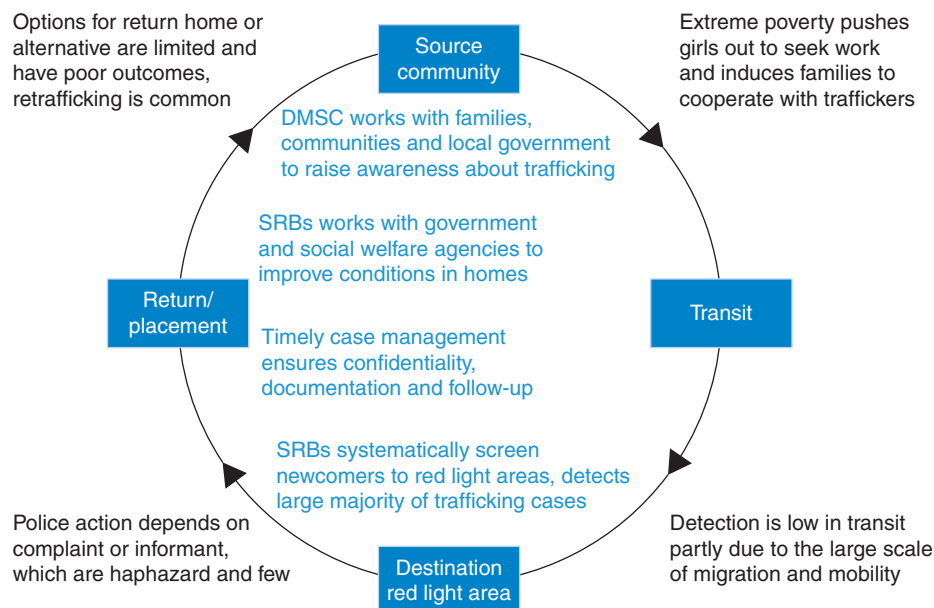 Options for return home or
alternative are limited and
have poor outcomes,
retrafficking is common
Source
community
Extreme poverty pushes
girls out to seek work
and induces families to
cooperate with traffickers
DMSC works with families,
communities and local government
to raise awareness about trafficking
SRBs works with government
and social welfare agencies to
improve conditions in homes
Return/
placement
Transit
Timely case management
ensures confidentiality,
documentation and follow-up
SRBs systematically screen
newcomers to red light areas, detects
large majority of trafficking cases
Police action depends on
complaint or informant,
which are haphazard and few
Destination
red light area
Detection is low in transit
partly due to the large scale
of migration and mobility